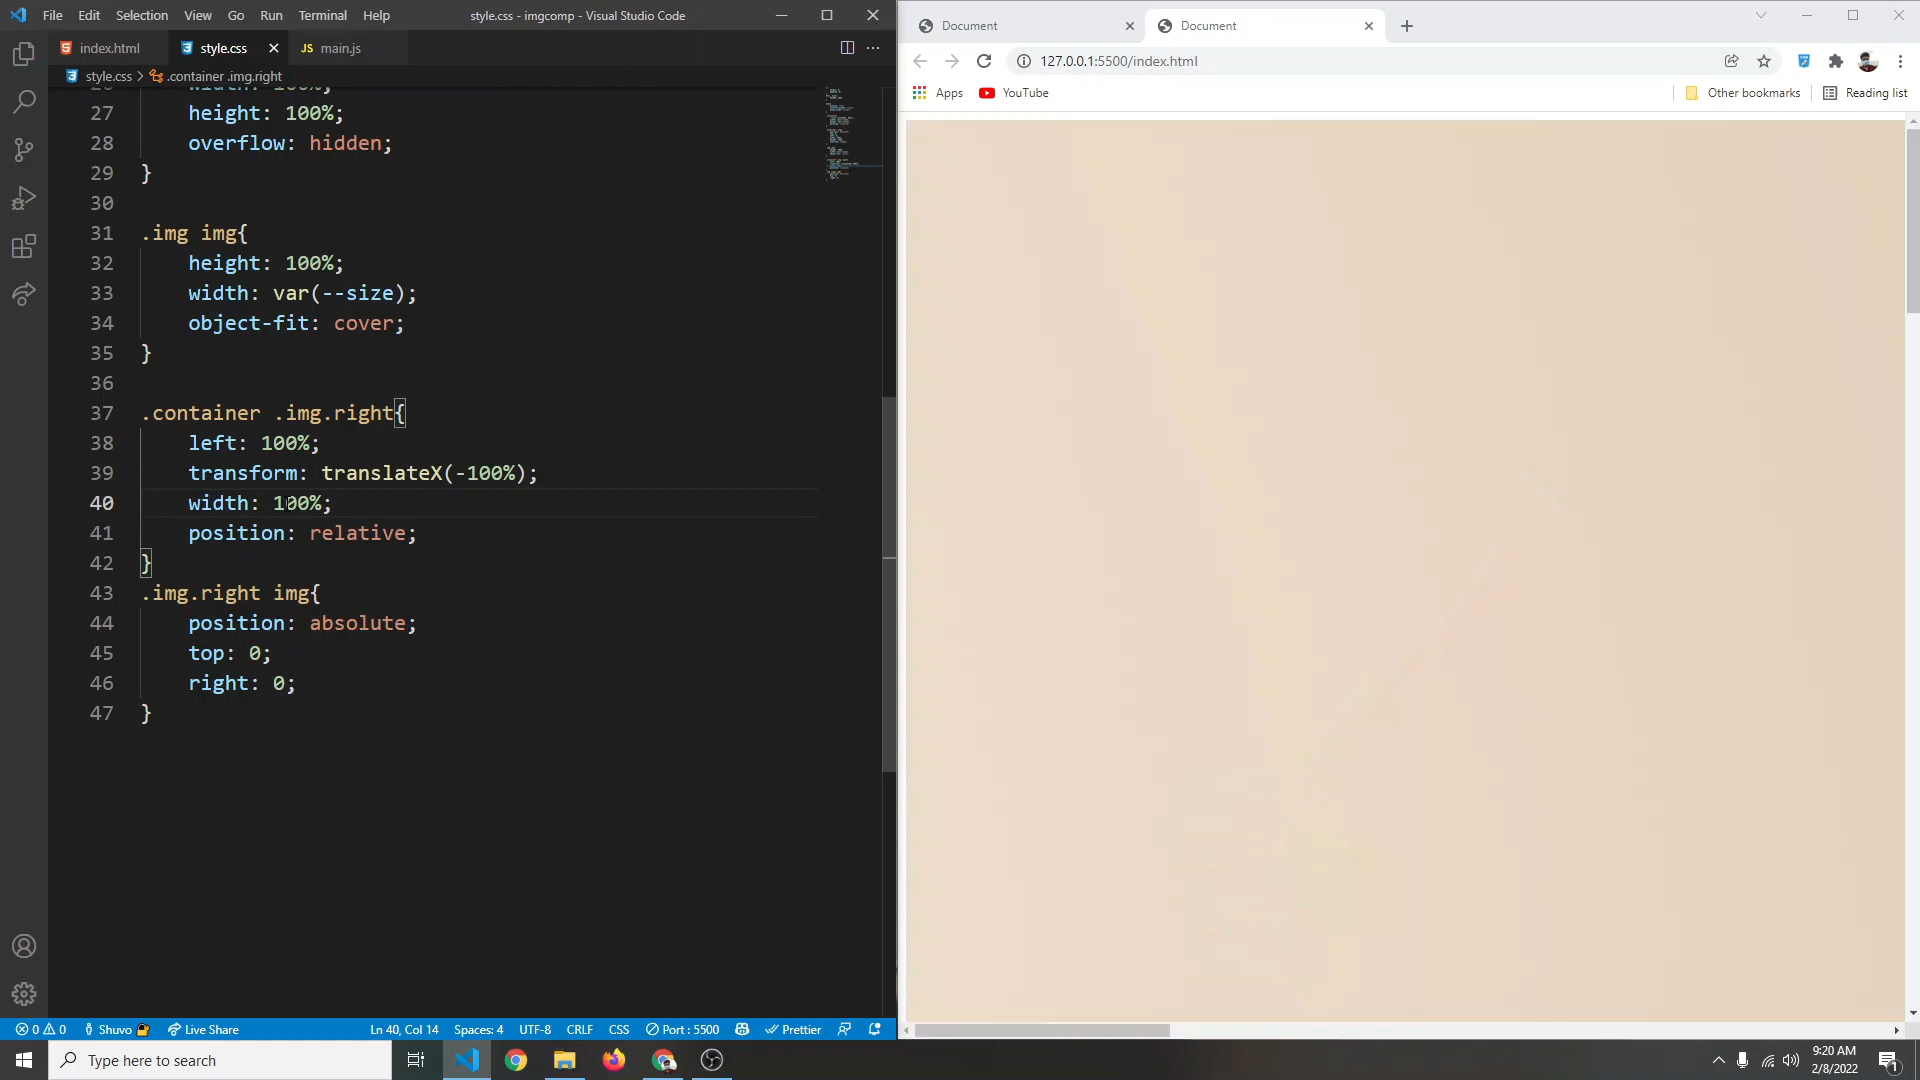 File Edit Selection View Go Run Terminal Help style.css - imgcomp - Visual Studio Code
index.html style.css JS main.js
style.css > .container .img.right
27 height: 100%;
28 overflow: hidden;
29 }
30
31 .img img{
32 height: 100%;
33 width: var(--size);
34 object-fit: cover;
35 }
36
37 .container .img.right{
38 left: 100%;
39 transform: translateX(-100%);
40 width: 100%;
41 position: relative;
42 }
43 .img.right img{
44 position: absolute;
45 top: 0;
46 right: 0;
47 }
0 0 Shuvo Live Share Ln 40, Col 14 Spaces: 4 UTF-8 CRLF CSS Port : 5500 Prettier
Document Document
127.0.0.1:5500/index.html
Apps YouTube Other bookmarks Reading list
Type here to search
9:20 AM
2/8/2022
1